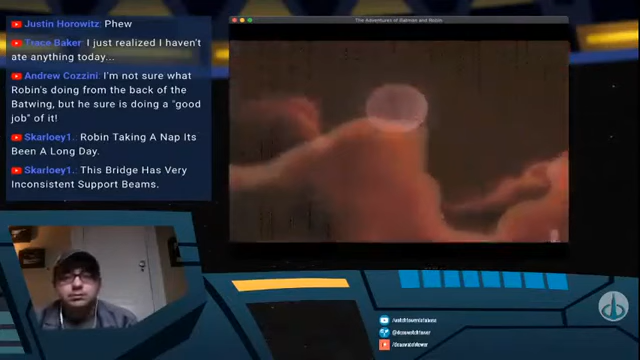 Justin Horowitz: Phew
Trace Baker: I just realized I haven't
ate anything today...
Andrew Cozzini: I'm not sure what
Robin's doing from the back of the
Batwing, but he sure is doing a "good
job" of it!
Skarloey1.: Robin Taking A Nap Its
Been A Long Day.
Skarloey1.: This Bridge Has Very
Inconsistent Support Beams.
The Adventures of Batman and Robin